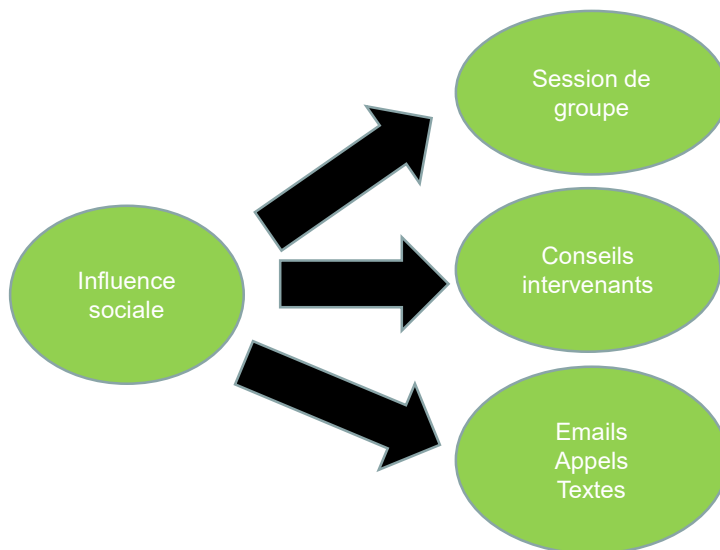 Session de
groupe
Influence
sociale
Conseils
intervenants
Emails
Appels
Textes